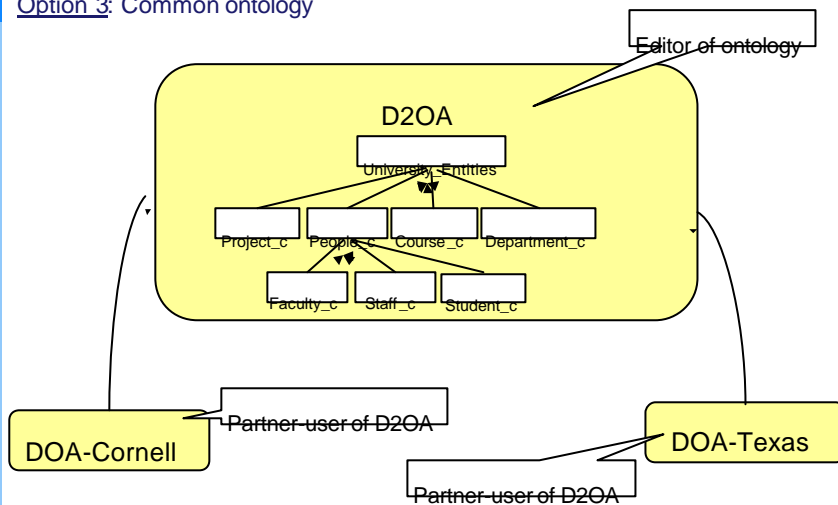 Option 3: Common ontology
Editor of ontology
D2OA
University_Entities
Project_c People_c Course_c Department_c
Faculty_c Staff_c Student_c
Partner-user of D2OA
DOA-Cornell
DOA-Texas
Partner-user of D2OA